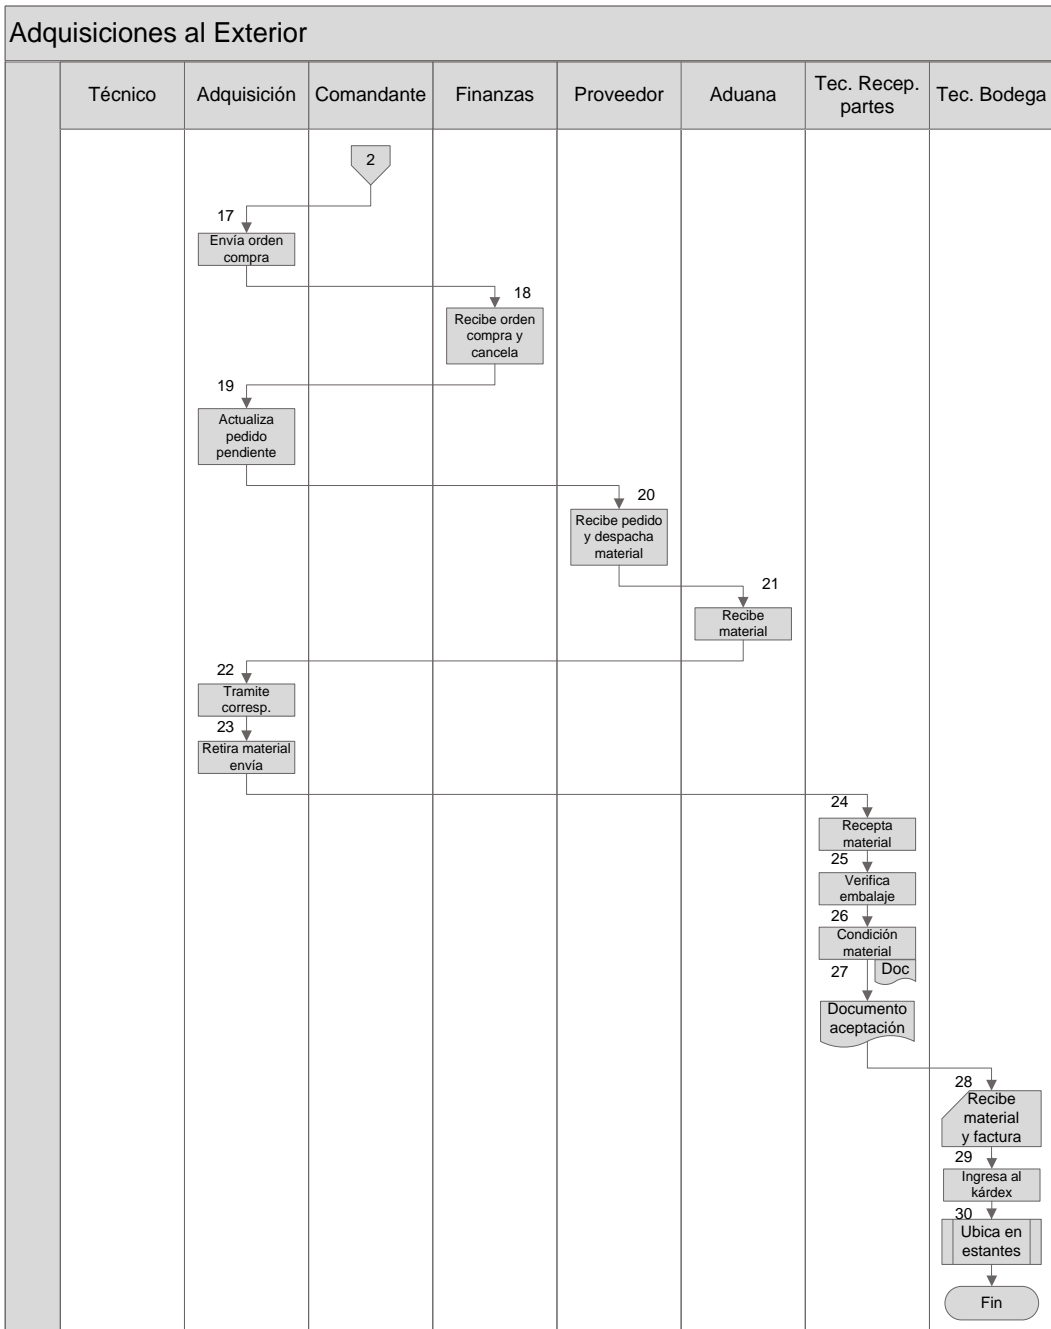 Adquisiciones al Exterior
Técnico
Adquisición
Comandante
Finanzas
Proveedor
Aduana
Tec. Recep.
partes
Tec. Bodega
2
17
Envía orden
compra
18
Recibe orden
compra y
cancela
19
Actualiza
pedido
pendiente
20
Recibe pedido
y despacha
material
21
Recibe
material
22
Tramite
corresp.
23
Retira material
envía
24
Recepta
material
25
Verifica
embalaje
26
Condición
material
Doc
27
Documento
aceptación
28
Recibe
material
y factura
29
Ingresa al
kárdex
30
Ubica en
estantes
Fin